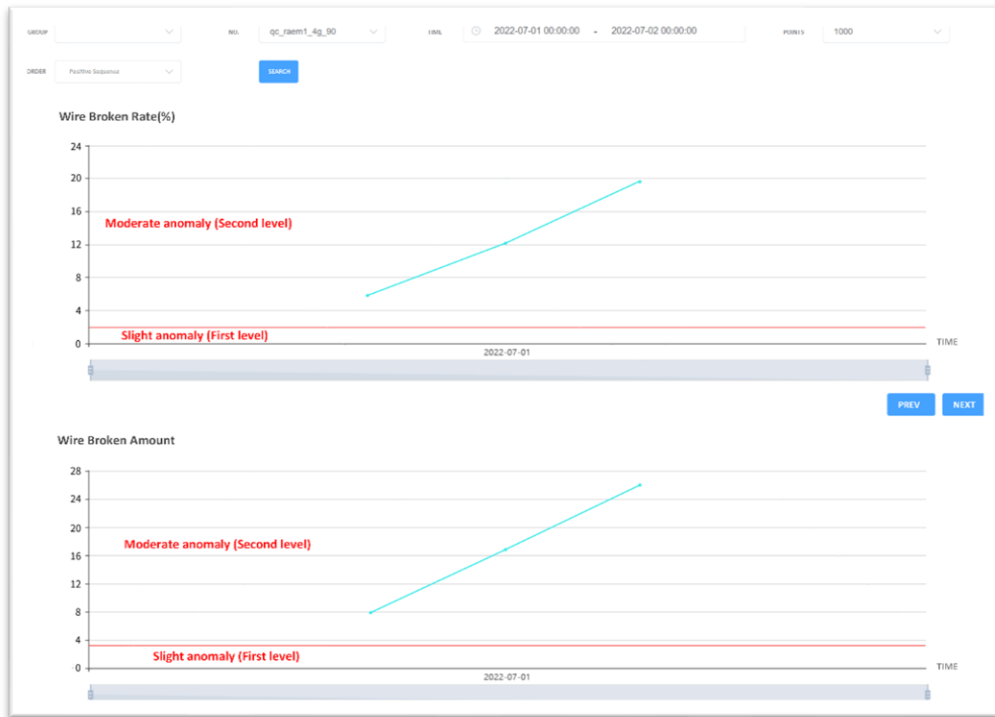 GROUP NO. qc_raem1_4g_90 TIME 2022-07-01 00:00:00 - 2022-07-02 00:00:00 POINTS 1000
ORDER Positive Sequence SEARCH
Wire Broken Rate(%)
24
20
16
Moderate anomaly (Second level)
12
8
4
Slight anomaly (First level)
0
TIME
2022-07-01
PREV NEXT
Wire Broken Amount
28
24
20
Moderate anomaly (Second level)
16
12
8
4
Slight anomaly (First level)
0
TIME
2022-07-01